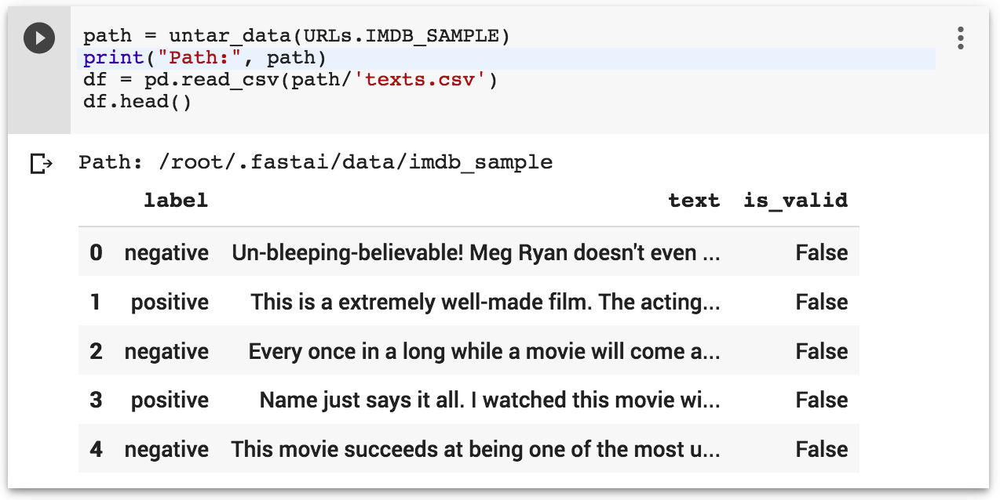 path = untar_data(URLs.IMDB_SAMPLE)
print("Path:", path)
df = pd.read_csv(path/'texts.csv')
df.head()
Path: /root/.fastai/data/imdb_sample
label text is_valid
0 negative Un-bleeping-believable! Meg Ryan doesn't even ... False
1 positive This is a extremely well-made film. The acting... False
2 negative Every once in a long while a movie will come a... False
3 positive Name just says it all. I watched this movie wi... False
4 negative This movie succeeds at being one of the most u... False